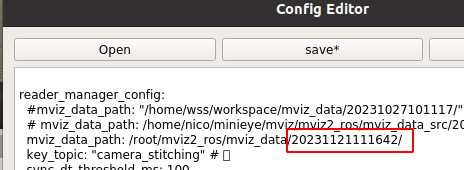 Config Editor
Open save*
reader_manager_config:
#mviz_data_path: "/home/wss/workspace/mviz_data/20231027101117/"
# mviz_data_path: /home/nico/minieye/mviz/mviz2_ros/mviz_data_src/20
mviz_data_path: /root/mviz2_ros/mviz_data/20231121111642/
key_topic: "camera_stitching" #
sync_dt_threshold_ms: 100